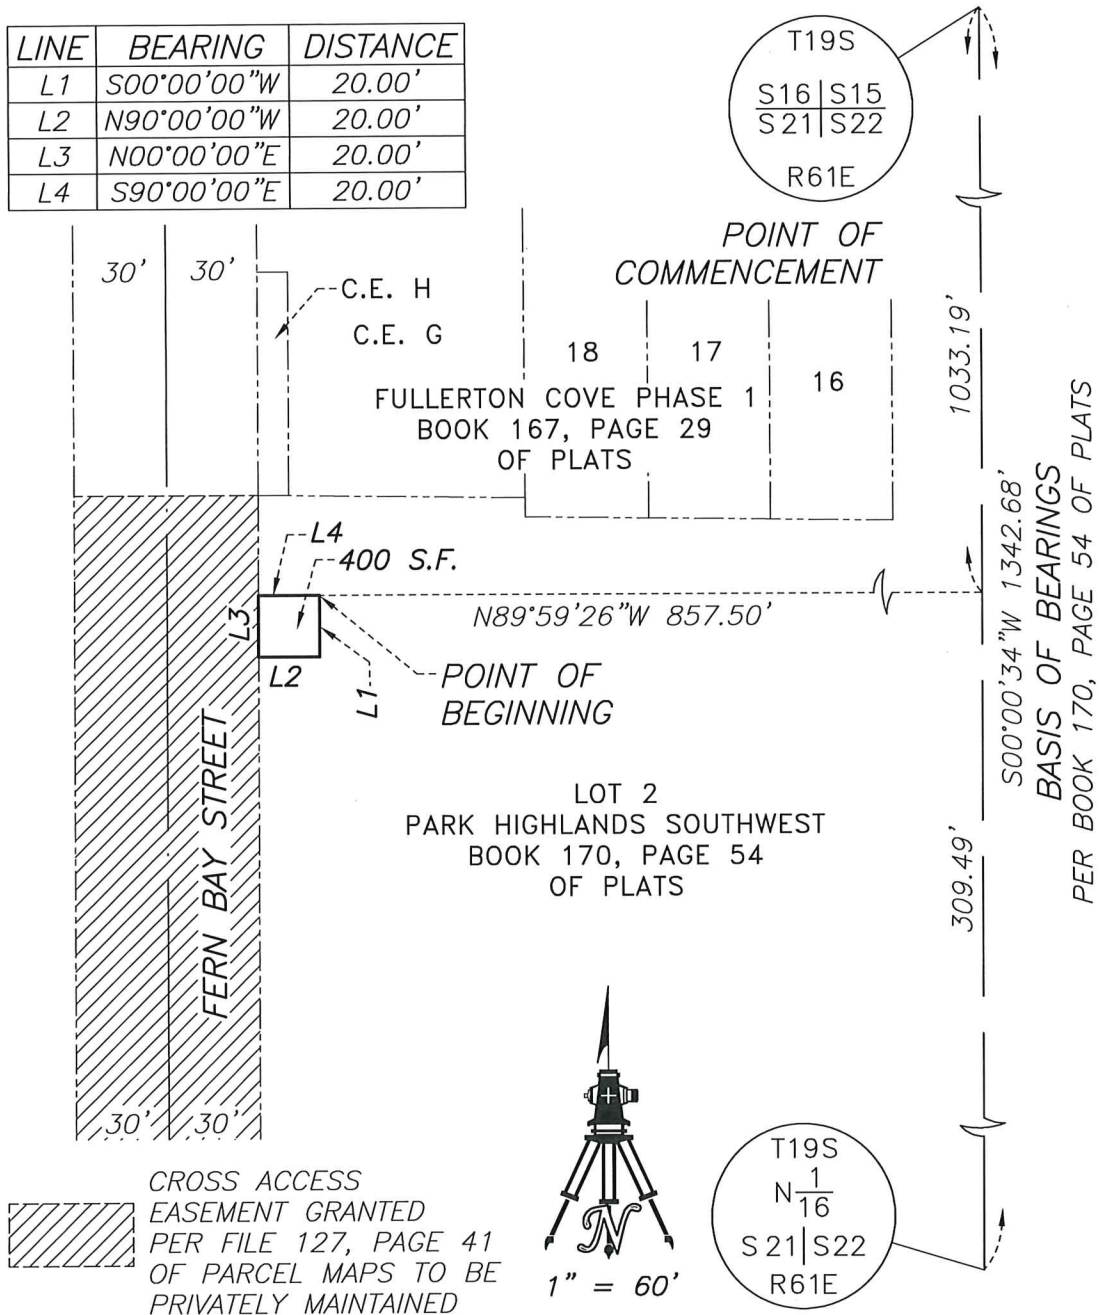 LINE BEARING DISTANCE
L1 S00°00'00"W 20.00'
L2 N90°00'00"W 20.00'
L3 N00°00'00"E 20.00'
L4 S90°00'00"E 20.00'
T19S
S16 S15
S21 S22
R61E
POINT OF
COMMENCEMENT
30' 30'
C.E. H
C.E. G
18 17 16
FULLERTON COVE PHASE 1
BOOK 167, PAGE 29
OF PLATS
1033.19'
S00°00'34"W 1342.68'
BASIS OF BEARINGS
PER BOOK 170, PAGE 54 OF PLATS
L4
400 S.F.
N89°59'26"W 857.50'
L3
L2
L1
POINT OF
BEGINNING
FERN BAY STREET
LOT 2
PARK HIGHLANDS SOUTHWEST
BOOK 170, PAGE 54
OF PLATS
309.49'
30' 30'
CROSS ACCESS
EASEMENT GRANTED
PER FILE 127, PAGE 41
OF PARCEL MAPS TO BE
PRIVATELY MAINTAINED
N
1" = 60'
T19S
N 1/16
S21 S22
R61E